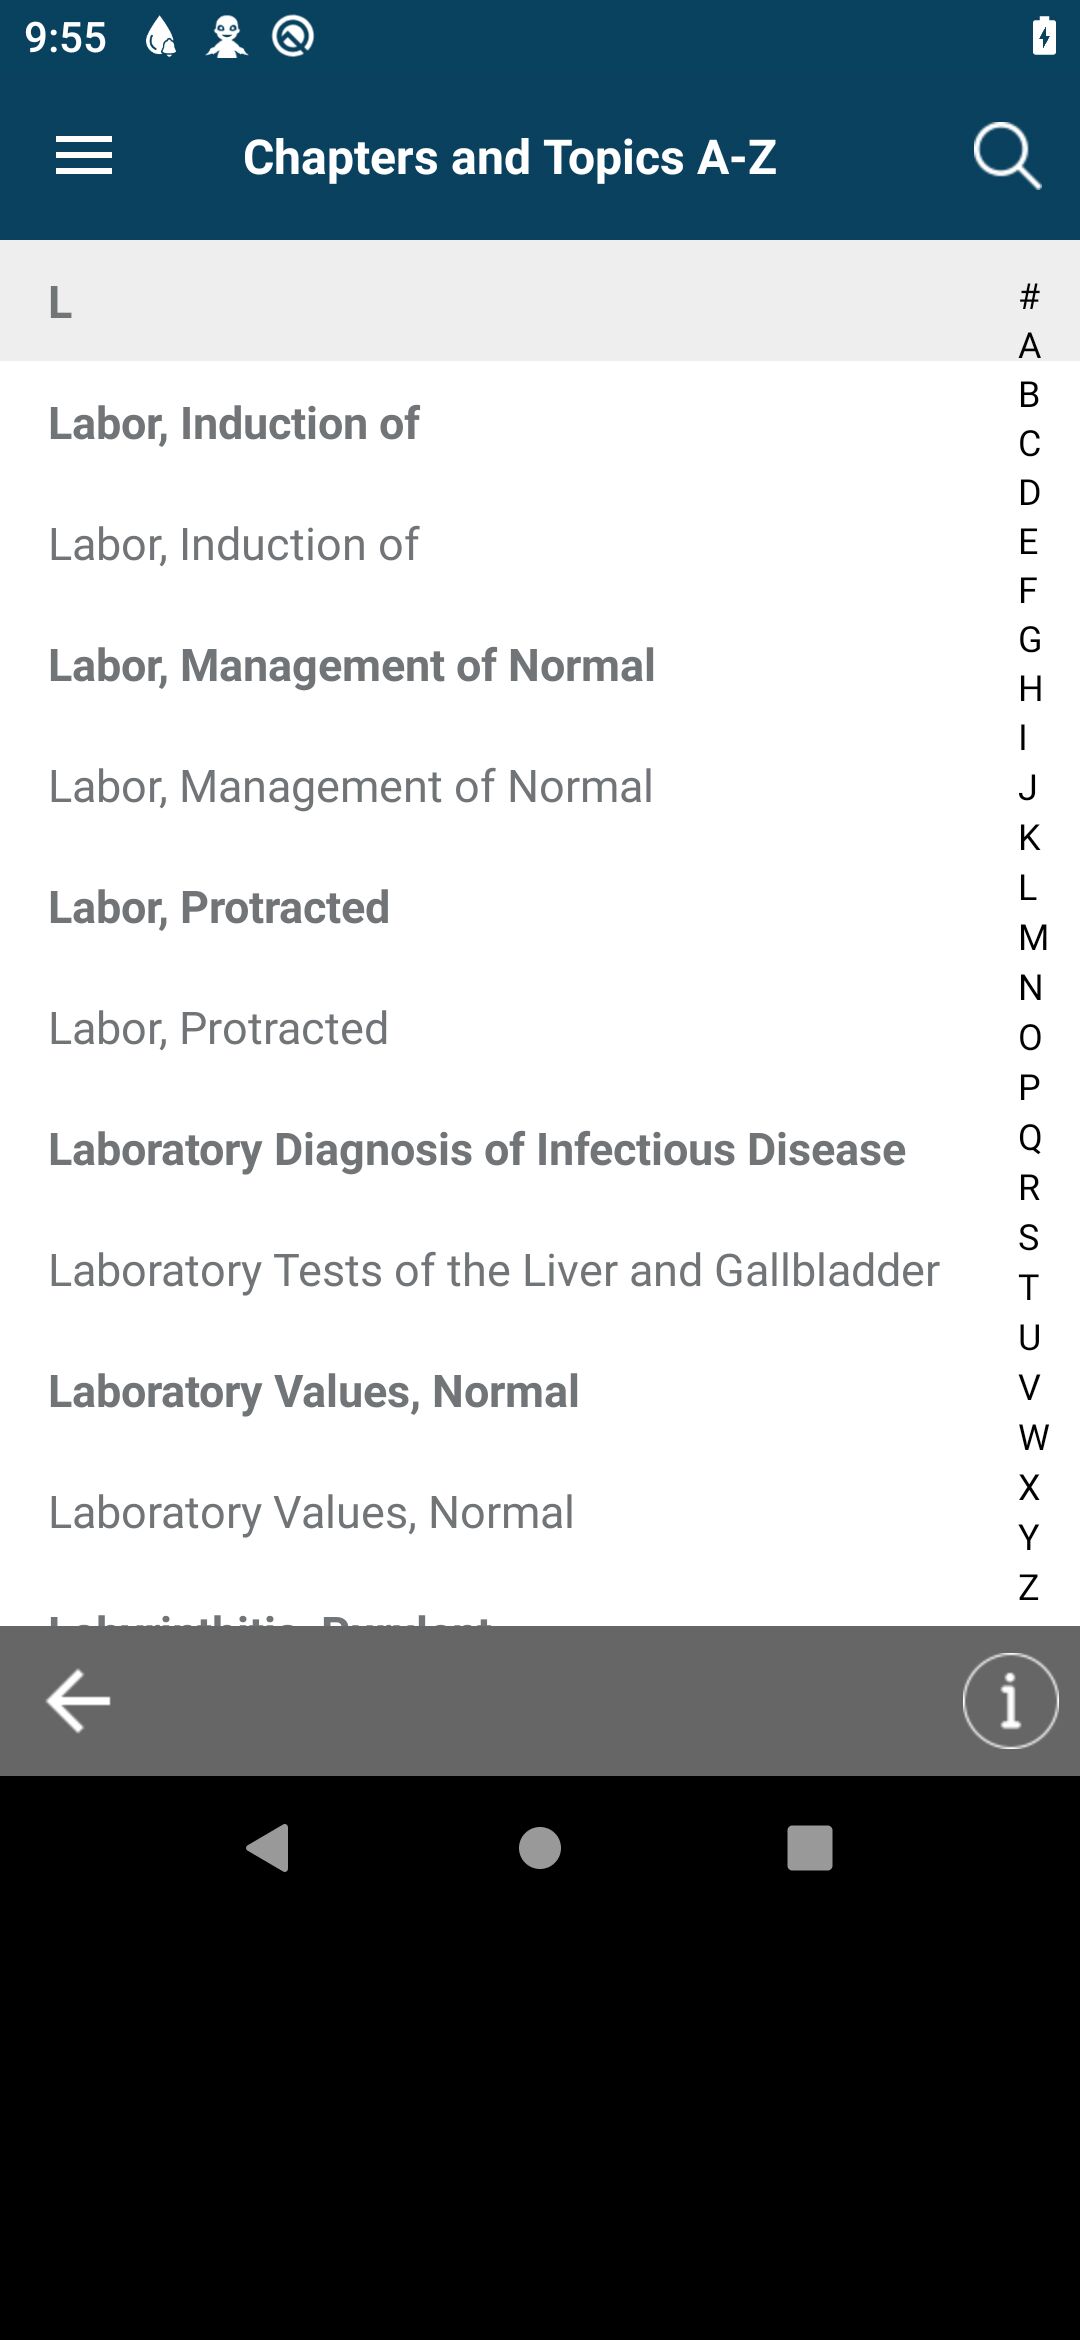 9:55
Chapters and Topics A-Z
L
Labor, Induction of
Labor, Induction of
Labor, Management of Normal
Labor, Management of Normal
Labor, Protracted
Labor, Protracted
Laboratory Diagnosis of Infectious Disease
Laboratory Tests of the Liver and Gallbladder
Laboratory Values, Normal
Laboratory Values, Normal
Labyrinthitis, Purulent
#
A
B
C
D
E
F
G
H
I
J
K
L
M
N
O
P
Q
R
S
T
U
V
W
X
Y
Z